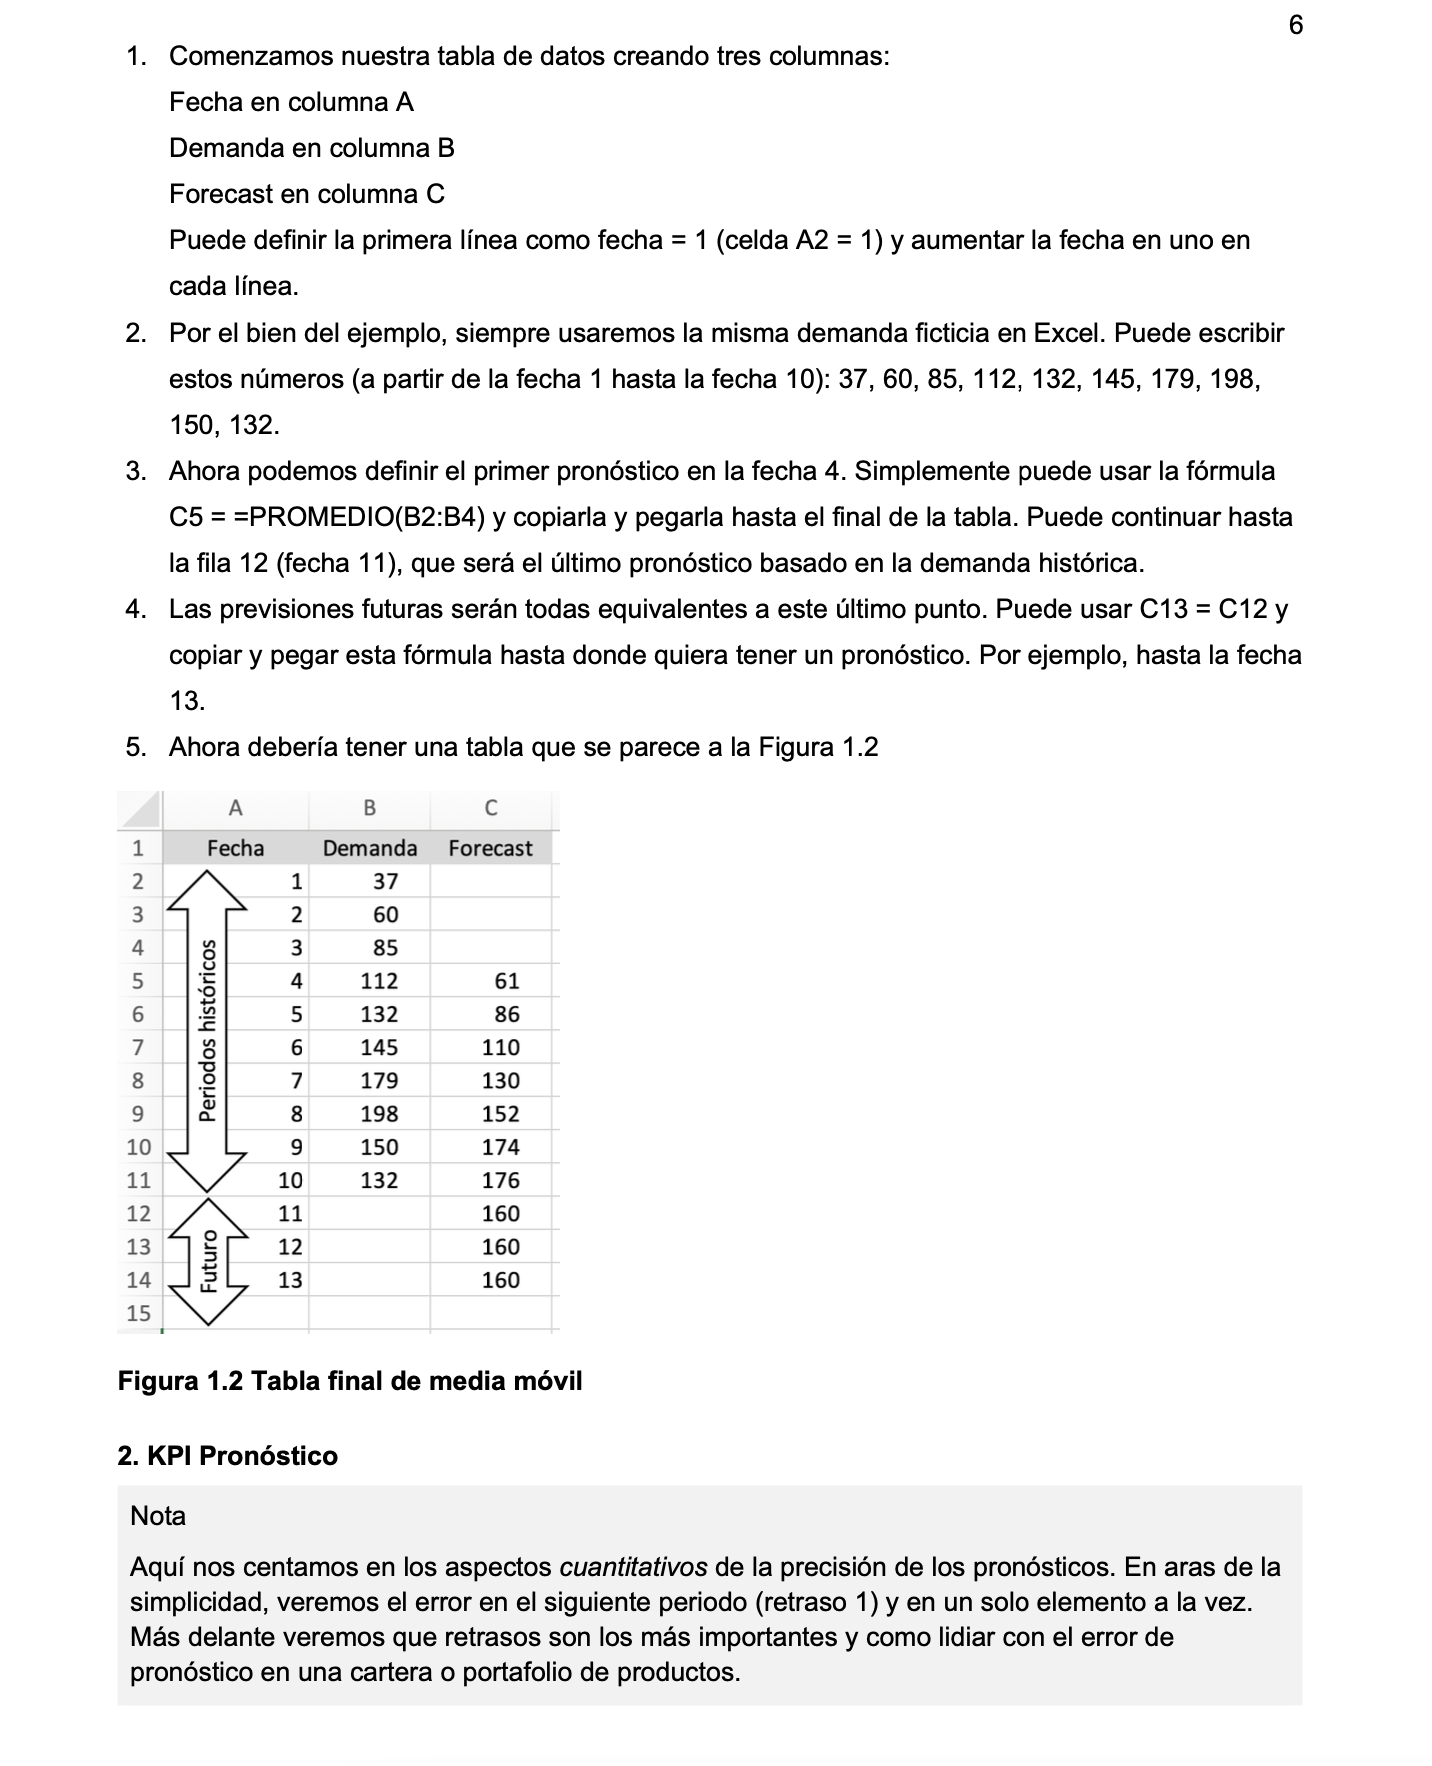 6
1. Comenzamos nuestra tabla de datos creando tres columnas:
Fecha en columna A
Demanda en columna B
Forecast en columna C
Puede definir la primera línea como fecha = 1 (celda A2 = 1) y aumentar la fecha en uno en
cada línea.
2. Por el bien del ejemplo, siempre usaremos la misma demanda ficticia en Excel. Puede escribir
estos números (a partir de la fecha 1 hasta la fecha 10): 37, 60, 85, 112, 132, 145, 179, 198,
150, 132.
3. Ahora podemos definir el primer pronóstico en la fecha 4. Simplemente puede usar la fórmula
C5 = =PROMEDIO(B2:B4) y copiarla y pegarla hasta el final de la tabla. Puede continuar hasta
la fila 12 (fecha 11), que será el último pronóstico basado en la demanda histórica.
4. Las previsiones futuras serán todas equivalentes a este último punto. Puede usar C13 = C12 y
copiar y pegar esta fórmula hasta donde quiera tener un pronóstico. Por ejemplo, hasta la fecha
13.
5. Ahora debería tener una tabla que se parece a la Figura 1.2
A B C
1 Fecha Demanda Forecast
2 1 37
3 2 60
4 3 85
5 4 112 61
6 5 132 86
7 6 145 110
8 7 179 130
9 8 198 152
10 9 150 174
11 10 132 176
12 11 160
13 12 160
14 13 160
15
Periodos históricos
Futuro
Figura 1.2 Tabla final de media móvil
2. KPI Pronóstico
Nota
Aquí nos centamos en los aspectos cuantitativos de la precisión de los pronósticos. En aras de la
simplicidad, veremos el error en el siguiente periodo (retraso 1) y en un solo elemento a la vez.
Más delante veremos que retrasos son los más importantes y como lidiar con el error de
pronóstico en una cartera o portafolio de productos.